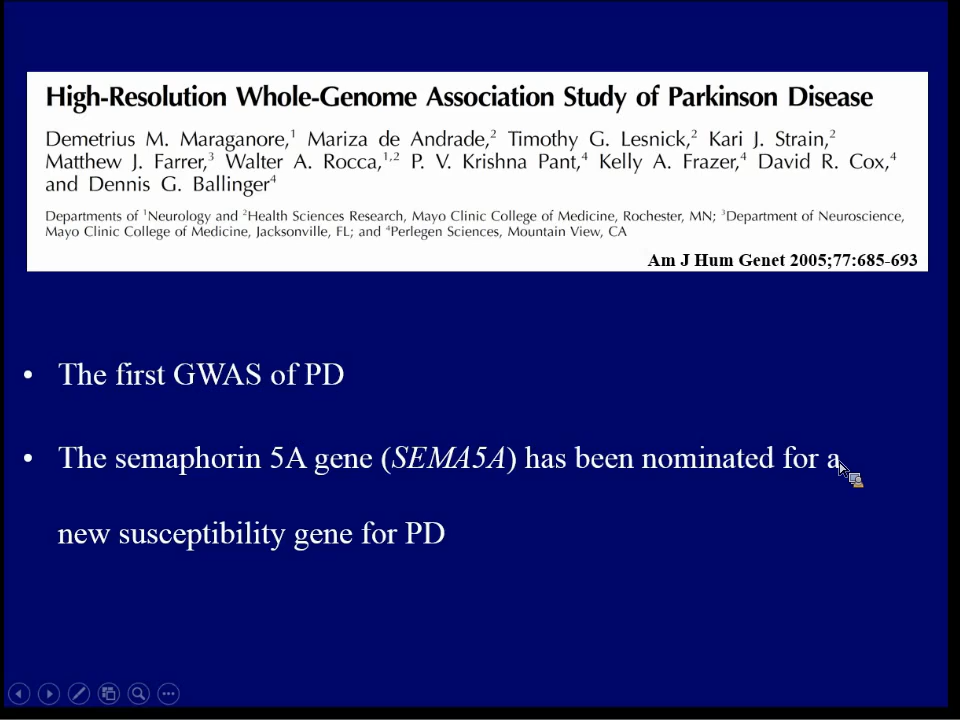 High-Resolution Whole-Genome Association Study of Parkinson Disease
Demetrius M. Maraganore,¹ Mariza de Andrade,² Timothy G. Lesnick,² Kari J. Strain,²
Matthew J. Farrer,³ Walter A. Rocca,¹,² P. V. Krishna Pant,⁴ Kelly A. Frazer,⁴ David R. Cox,⁴
and Dennis G. Ballinger⁴
Departments of ¹Neurology and ²Health Sciences Research, Mayo Clinic College of Medicine, Rochester, MN; ³Department of Neuroscience,
Mayo Clinic College of Medicine, Jacksonville, FL; and ⁴Perlegen Sciences, Mountain View, CA
Am J Hum Genet 2005;77:685-693
• The first GWAS of PD
• The semaphorin 5A gene (SEMA5A) has been nominated for a
new susceptibility gene for PD